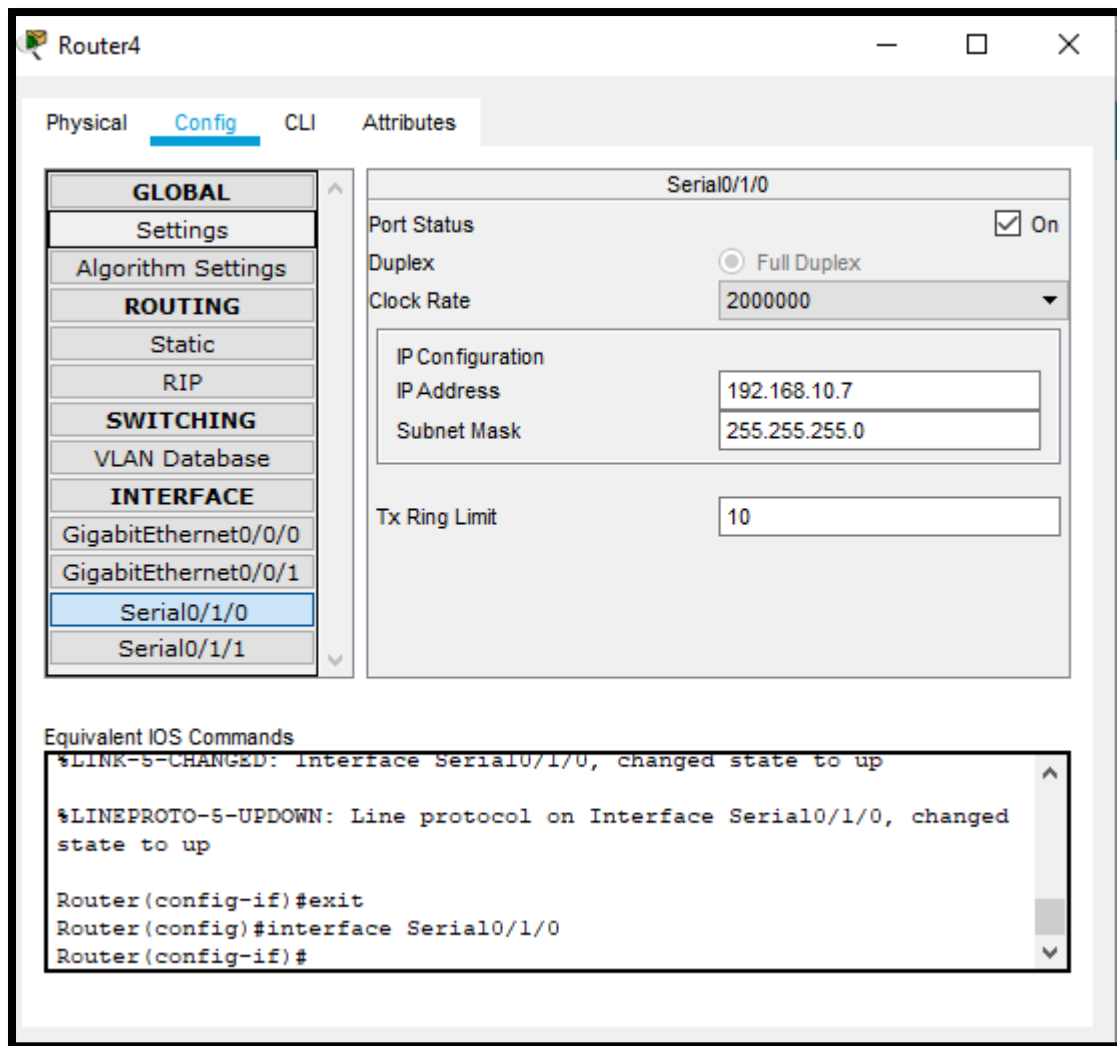 Router4
Physical Config CLI Attributes
GLOBAL
Settings
Algorithm Settings
ROUTING
Static
RIP
SWITCHING
VLAN Database
INTERFACE
GigabitEthernet0/0/0
GigabitEthernet0/0/1
Serial0/1/0
Serial0/1/1
Serial0/1/0
Port Status On
Duplex Full Duplex
Clock Rate 2000000
IP Configuration
IP Address 192.168.10.7
Subnet Mask 255.255.255.0
Tx Ring Limit 10
Equivalent IOS Commands
%LINK-5-CHANGED: Interface Serial0/1/0, changed state to up
%LINEPROTO-5-UPDOWN: Line protocol on Interface Serial0/1/0, changed
state to up
Router(config-if)#exit
Router(config)#interface Serial0/1/0
Router(config-if)#